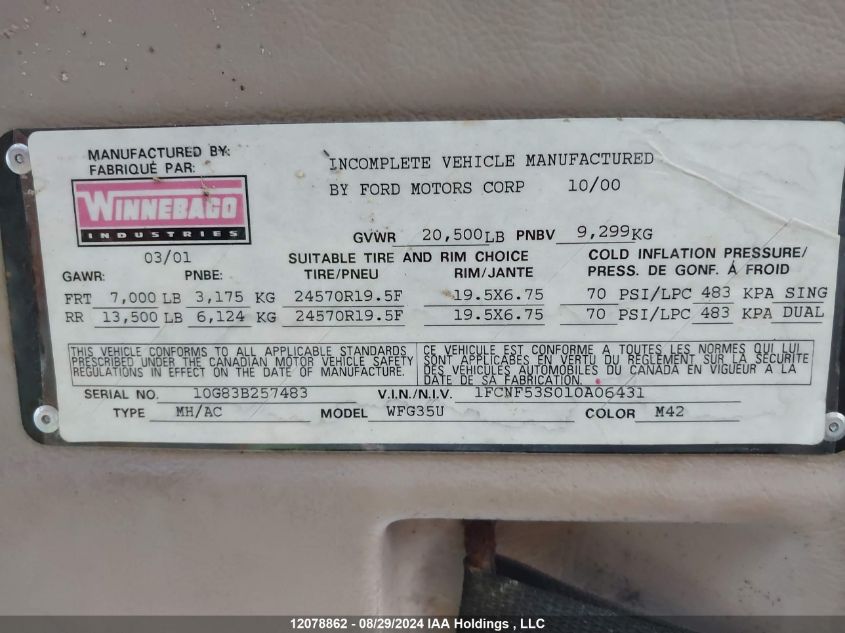 MANUFACTURED BY:
FABRIQUÉ PAR:
WINNEBAGO
INDUSTRIES
03/01
INCOMPLETE VEHICLE MANUFACTURED
BY FORD MOTORS CORP 10/00
GVWR 20,500 LB PNBV 9,299 KG
SUITABLE TIRE AND RIM CHOICE
COLD INFLATION PRESSURE/
GAWR: PNBE: TIRE/PNEU RIM/JANTE PRESS. DE GONF. À FROID
FRT 7,000 LB 3,175 KG 24570R19.5F 19.5X6.75 70 PSI/LPC 483 KPA SING
RR 13,500 LB 6,124 KG 24570R19.5F 19.5X6.75 70 PSI/LPC 483 KPA DUAL
THIS VEHICLE CONFORMS TO ALL APPLICABLE STANDARDS
PRESCRIBED UNDER THE CANADIAN MOTOR VEHICLE SAFETY
REGULATIONS IN EFFECT ON THE DATE OF MANUFACTURE.
CE VEHICULE EST CONFORME A TOUTES LES NORMES QUI LUI
SONT APPLICABLES EN VERTU DU REGLEMENT SUR LA SECURITE
DES VEHICULES AUTOMOBILES DU CANADA EN VIGUEUR A LA
DATE DE SA FABRICATION.
SERIAL NO. 10G83B257483 V.I.N./N.I.V. 1FCNF53S010A06431
TYPE MH/AC MODEL WFG35U COLOR M42
12078862 - 08/29/2024 IAA Holdings , LLC